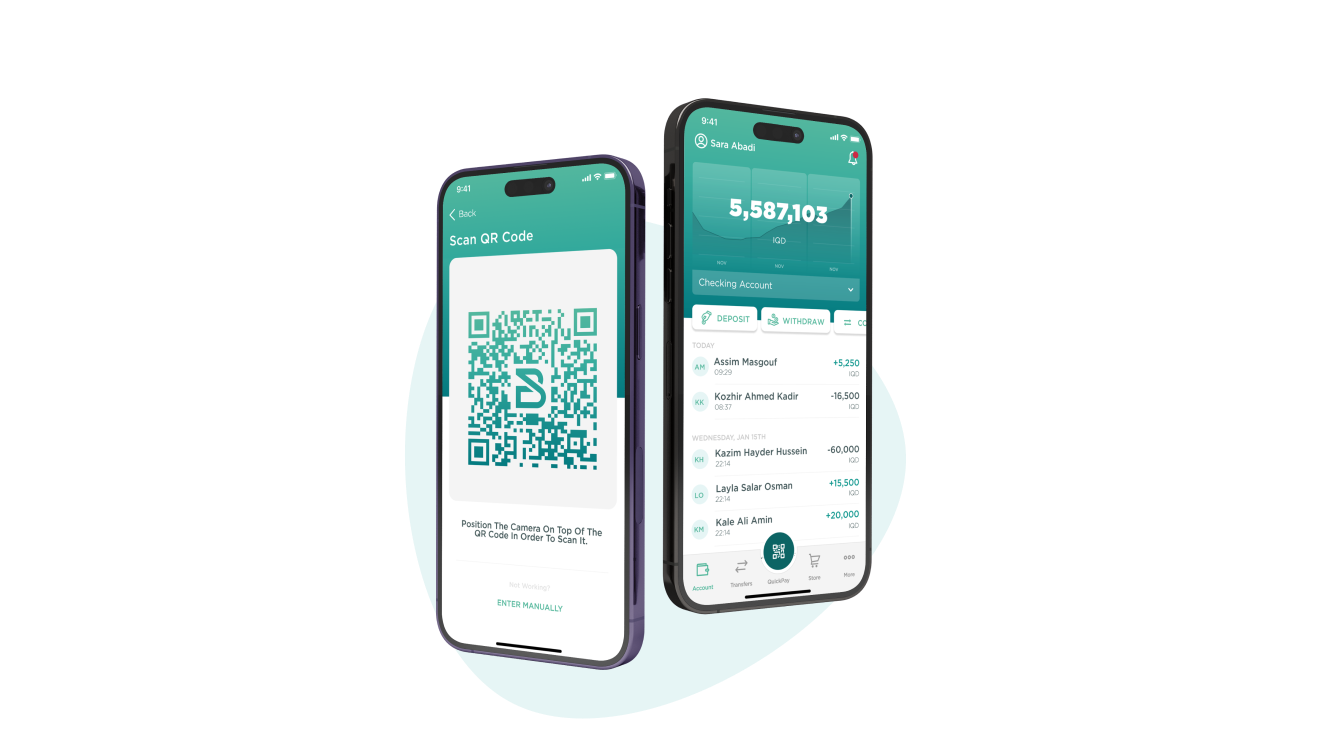 9:41
Back
Scan QR Code
Position The Camera On Top Of The
QR Code In Order To Scan It.
Not Working?
ENTER MANUALLY
9:41
Sara Abadi
5,587,103
IQD
NOV NOV NOV
Checking Account
DEPOSIT WITHDRAW CO
TODAY
AM Assim Masgouf +5,250
09:29 IQD
KK Kozhir Ahmed Kadir -16,500
08:37 IQD
WEDNESDAY, JAN 15TH
KH Kazim Hayder Hussein -60,000
22:14 IQD
LO Layla Salar Osman +15,500
22:14 IQD
KM Kale Ali Amin +20,000
22:14 IQD
Account Transfers QuickPay Store More